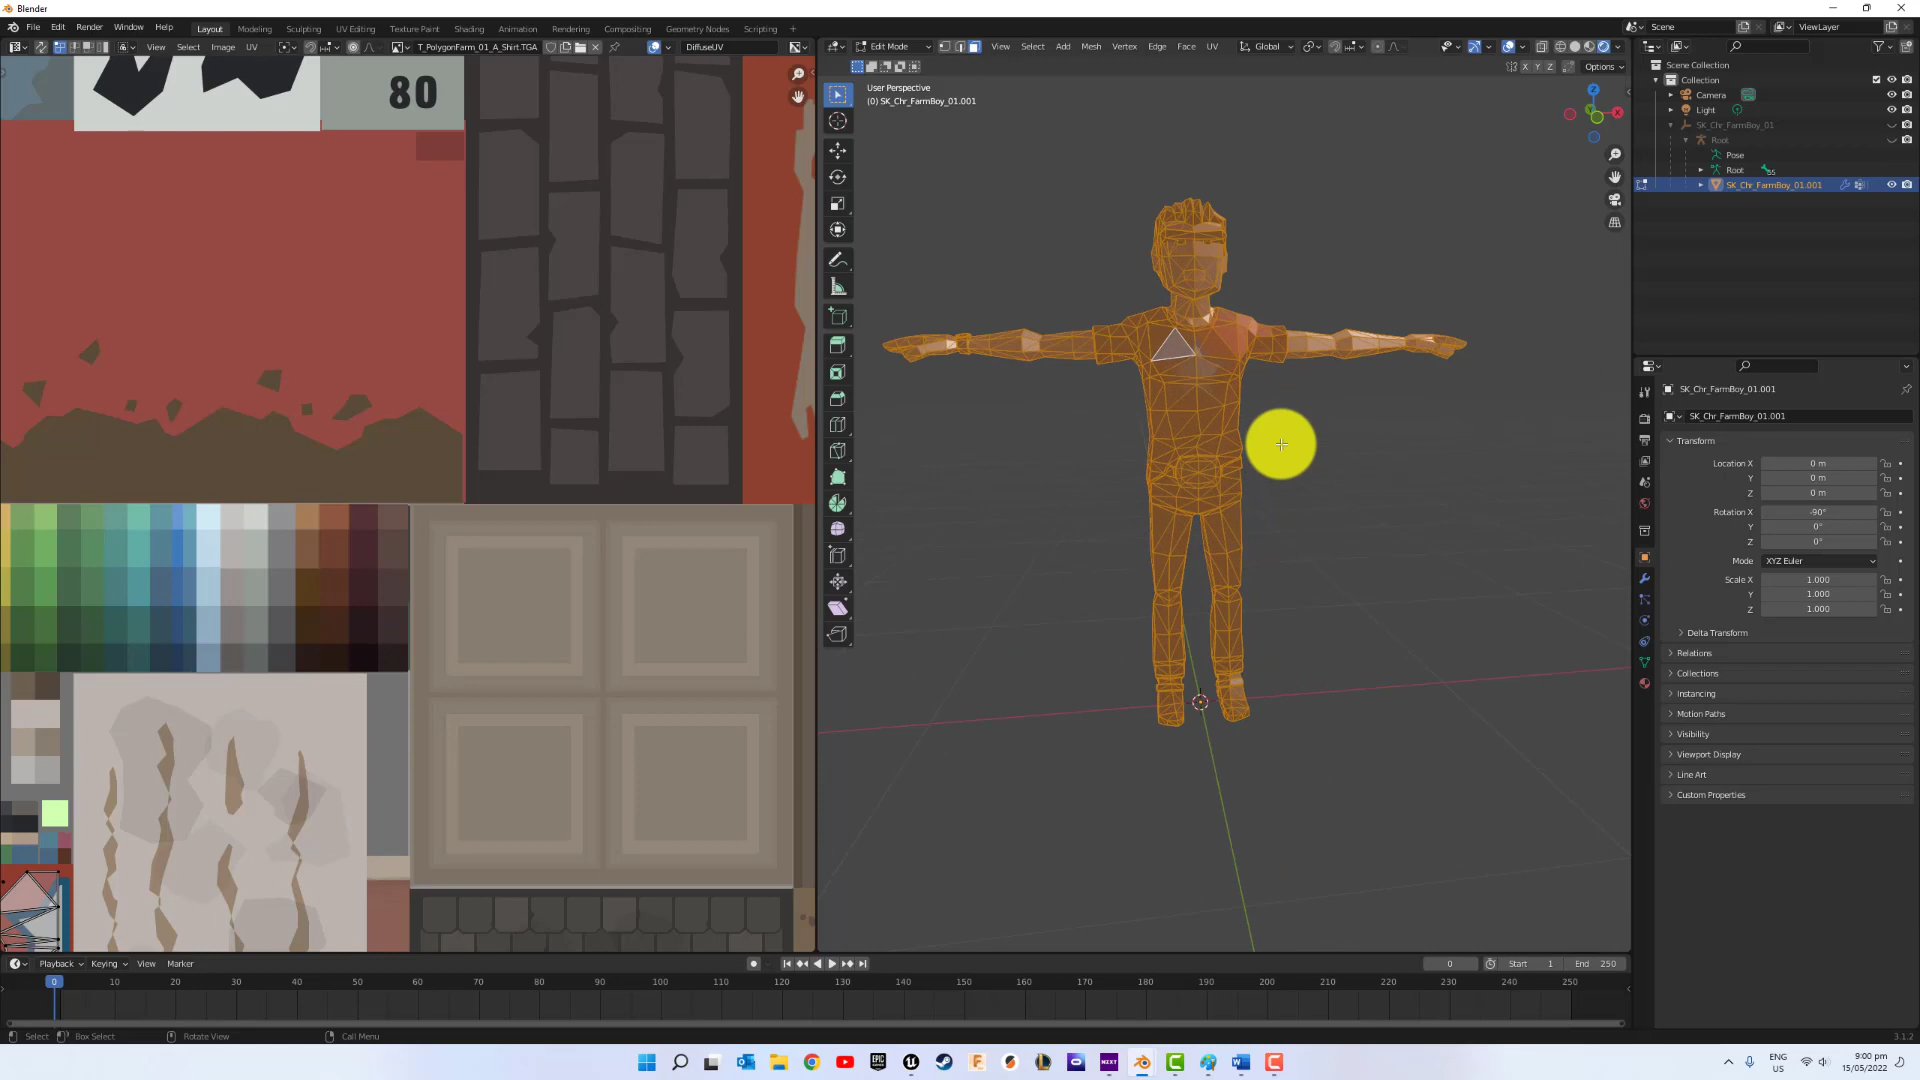 Blender
File Edit Render Window Help Layout Modeling Sculpting UV Editing Texture Paint Shading Animation Rendering Compositing Geometry Nodes Scripting + Scene ViewLayer
View Select Image UV T_PolygonFarm_01_A_Shirt.TGA DiffuseUV Edit Mode View Select Add Mesh Vertex Edge Face UV Global
X Y Z Options
User Perspective
(0) SK_Chr_FarmBoy_01.001
80
Scene Collection
Collection
Camera
Light
SK_Chr_FarmBoy_01
Root
Pose
Root 55
SK_Chr_FarmBoy_01.001
SK_Chr_FarmBoy_01.001
SK_Chr_FarmBoy_01.001
Transform
Location X 0 m
Y 0 m
Z 0 m
Rotation X -90°
Y 0°
Z 0°
Mode XYZ Euler
Scale X 1.000
Y 1.000
Z 1.000
Delta Transform
Relations
Collections
Instancing
Motion Paths
Visibility
Viewport Display
Line Art
Custom Properties
Playback Keying View Marker 0 Start 1 End 250
0 10 20 30 40 50 60 70 80 90 100 110 120 130 140 150 160 170 180 190 200 210 220 230 240 250
Select Box Select Rotate View Call Menu 3.1.2
EPIC GAMES NZXT ENG US 9:00 pm 15/05/2022